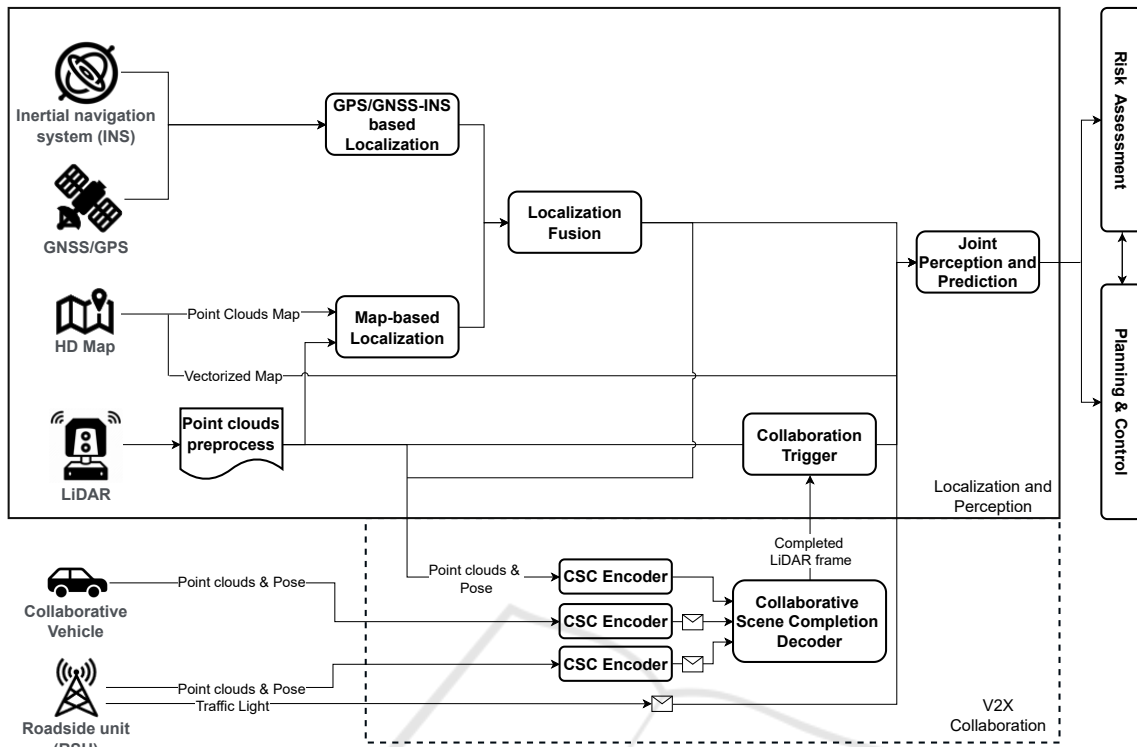 Inertial navigation
system (INS)
GNSS/GPS
HD Map
LiDAR
GPS/GNSS-INS
based
Localization
Localization
Fusion
Point Clouds Map
Map-based
Localization
Vectorized Map
Point clouds
preprocess
Collaboration
Trigger
Joint
Perception and
Prediction
Localization and
Perception
Risk Assessment
Planning & Control
Collaborative
Vehicle
Roadside unit
(RSU)
Point clouds & Pose
Point clouds & Pose
Traffic Light
Point clouds &
Pose
CSC Encoder
CSC Encoder
CSC Encoder
Completed
LiDAR frame
Collaborative
Scene Completion
Decoder
V2X
Collaboration